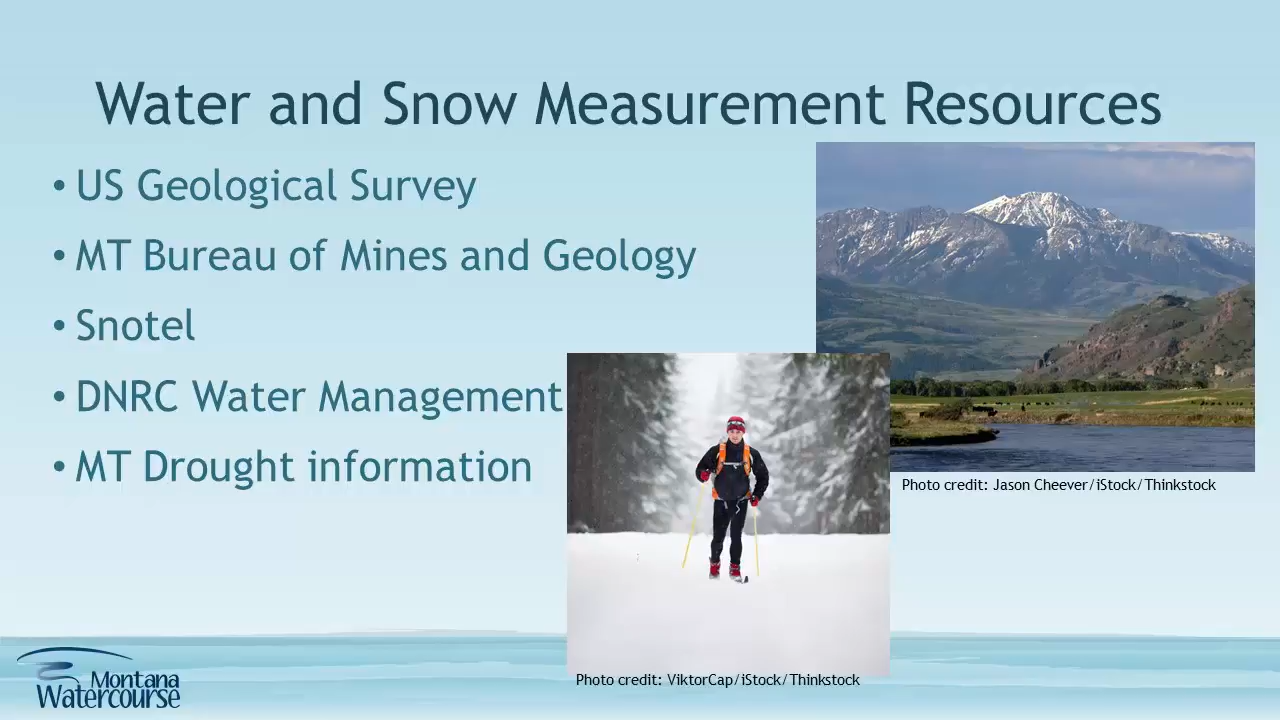 Water and Snow Measurement Resources
• US Geological Survey
• MT Bureau of Mines and Geology
• Snotel
• DNRC Water Management
• MT Drought information
Photo credit: Jason Cheever/iStock/Thinkstock
Photo credit: ViktorCap/iStock/Thinkstock
Montana
Watercourse